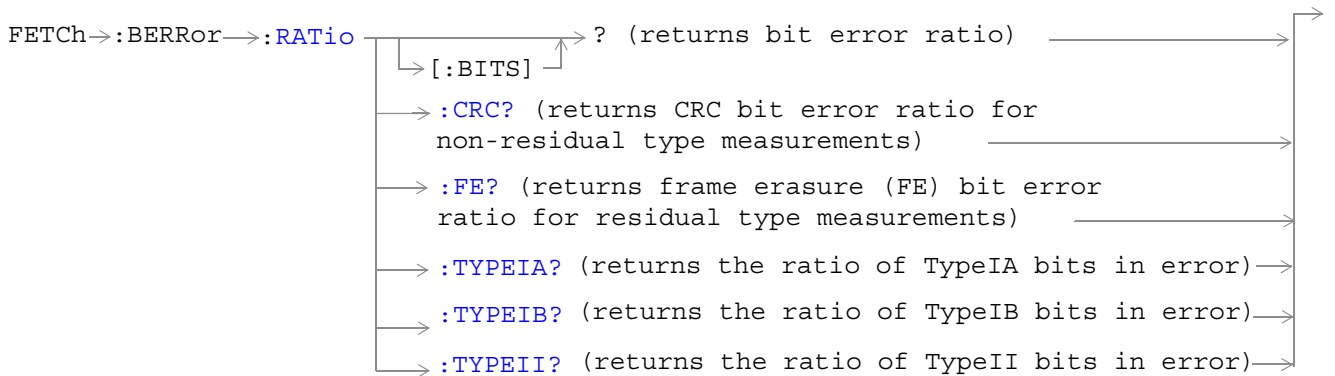 FETCh :BERRor :RATio ? (returns bit error ratio)
[:BITS]
:CRC? (returns CRC bit error ratio for
non-residual type measurements)
:FE? (returns frame erasure (FE) bit error
ratio for residual type measurements)
:TYPEIA? (returns the ratio of TypeIA bits in error)
:TYPEIB? (returns the ratio of TypeIB bits in error)
:TYPEII? (returns the ratio of TypeII bits in error)